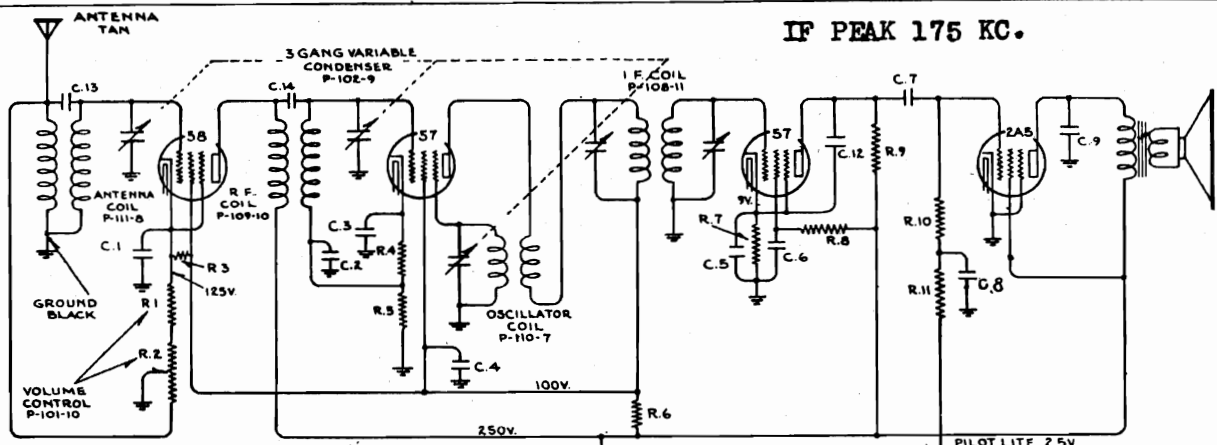 ANTENNA
TAN
IF PEAK 175 KC.
3 GANG VARIABLE
CONDENSER
P-102-9
I F. COIL
P-108-11
C.13
C.14
C.7
58
57
57
2A5
C.12
R.9
C.9
ANTENNA
COIL
P-111-8
R F.
COIL
P-109-10
9V.
C.1
C.3
R.4
C.2
R.7
C.5
C.6
R.8
R.10
R 3
125V.
GROUND
BLACK
R1
R.5
OSCILLATOR
COIL
P-110-7
R.11
C.8
R.2
C.4
VOLUME
CONTROL
P-101-10
100V.
R.6
250V.
PILOT LITE 2.5V